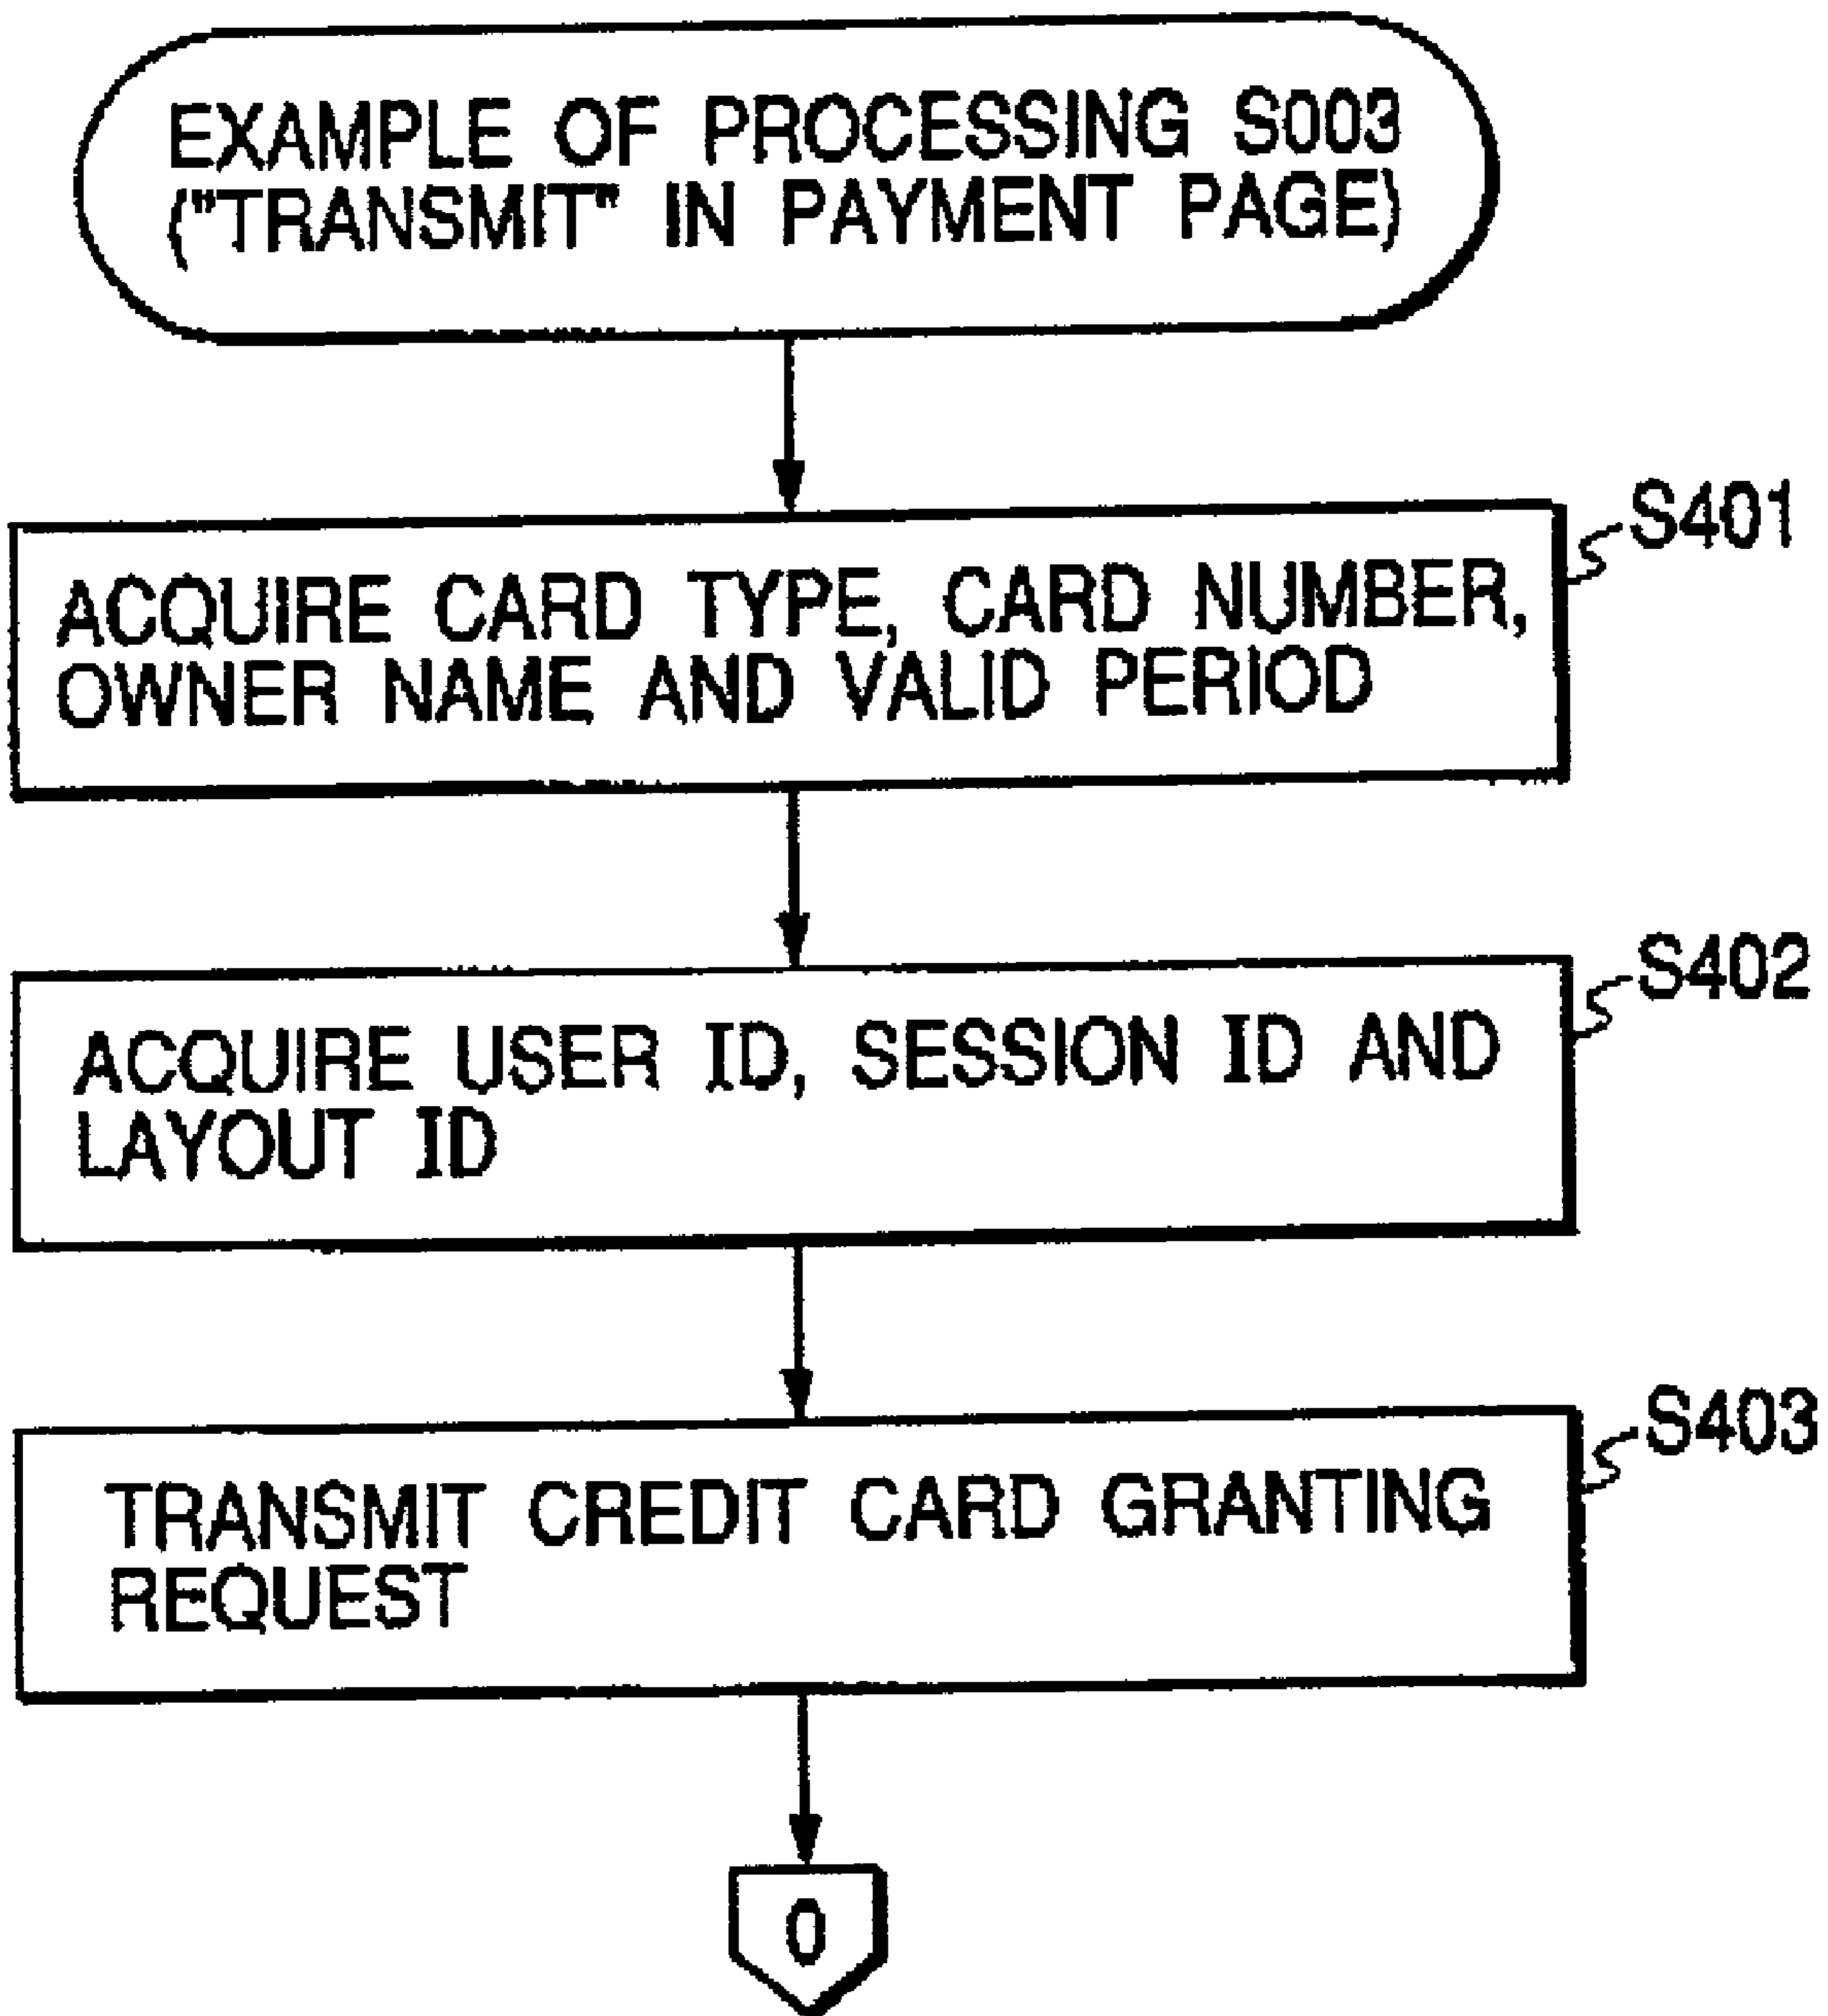 EXAMPLE OF PROCESSING S003
("TRANSMIT" IN PAYMENT PAGE)
S401
ACQUIRE CARD TYPE, CARD NUMBER,
OWNER NAME AND VALID PERIOD
S402
ACQUIRE USER ID, SESSION ID AND
LAYOUT ID
S403
TRANSMIT CREDIT CARD GRANTING
REQUEST
0